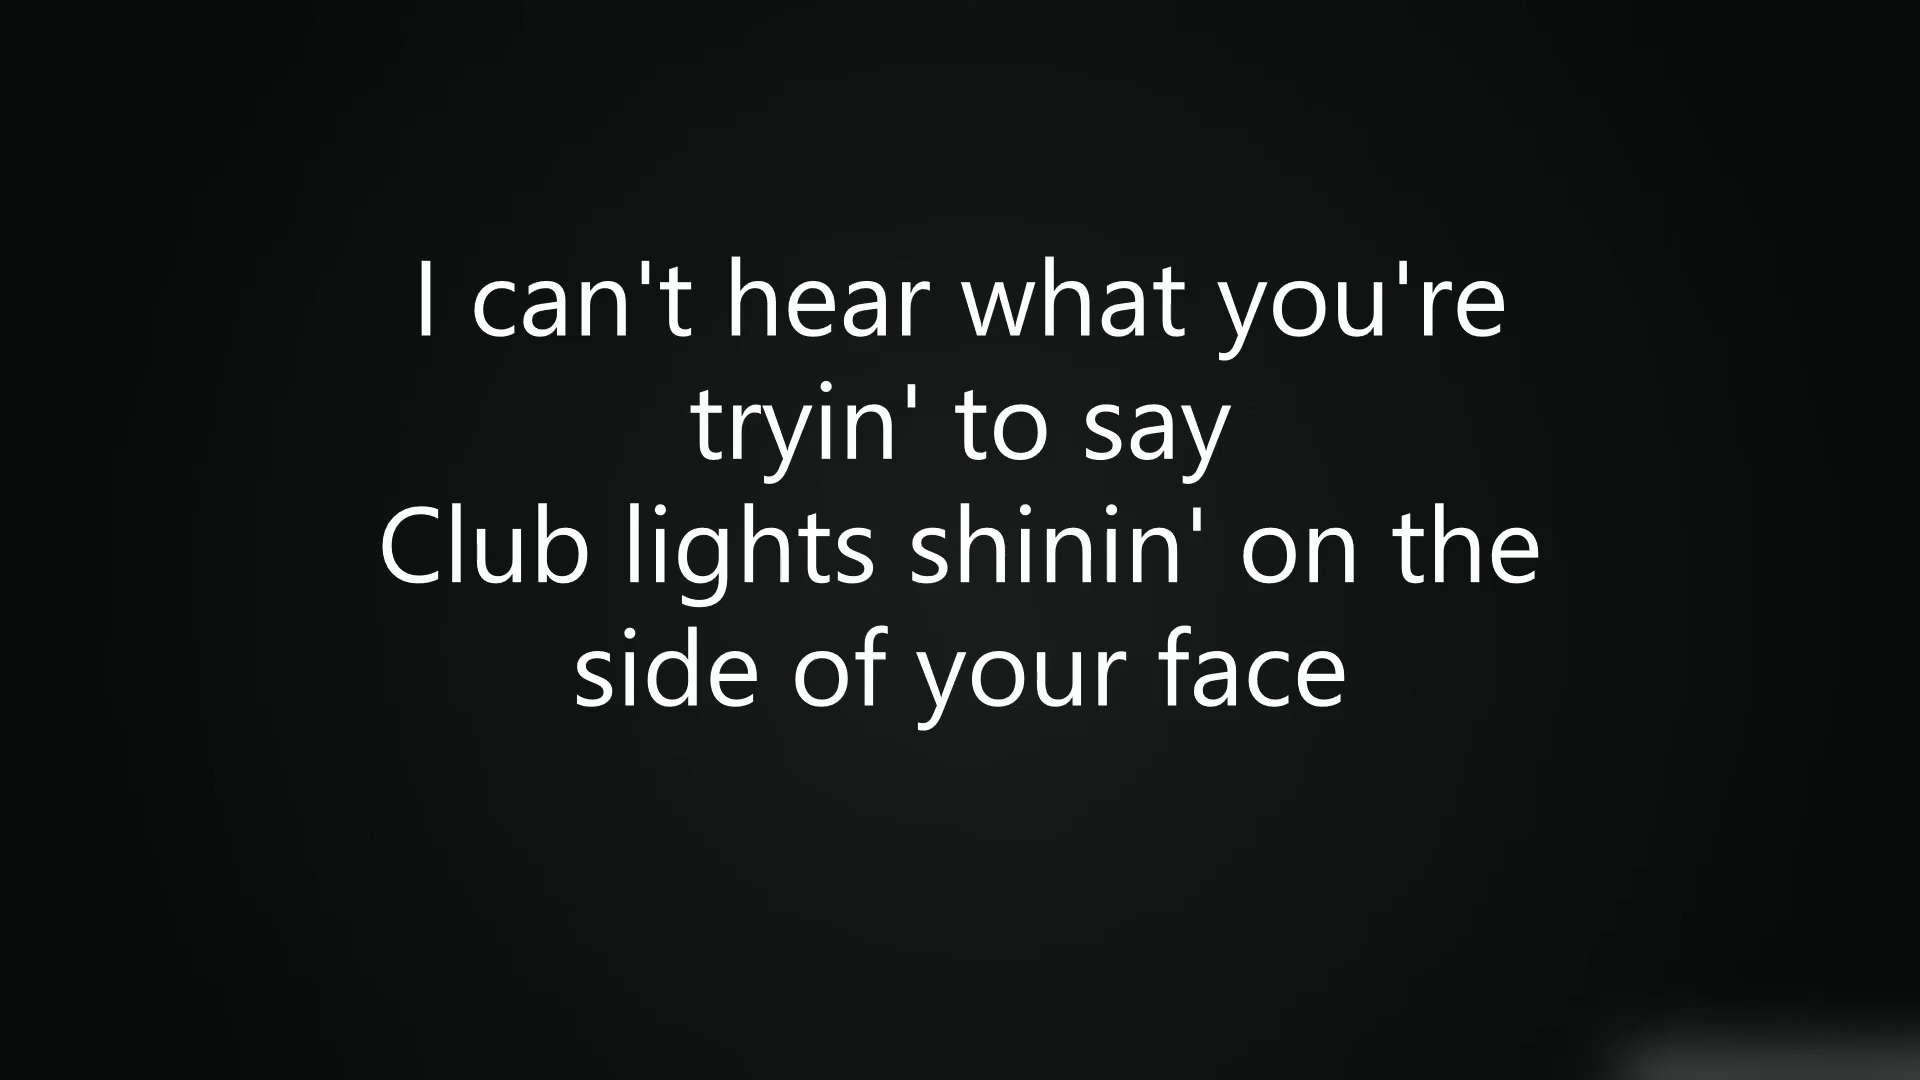 I can't hear what you're
tryin' to say
Club lights shinin' on the
side of your face